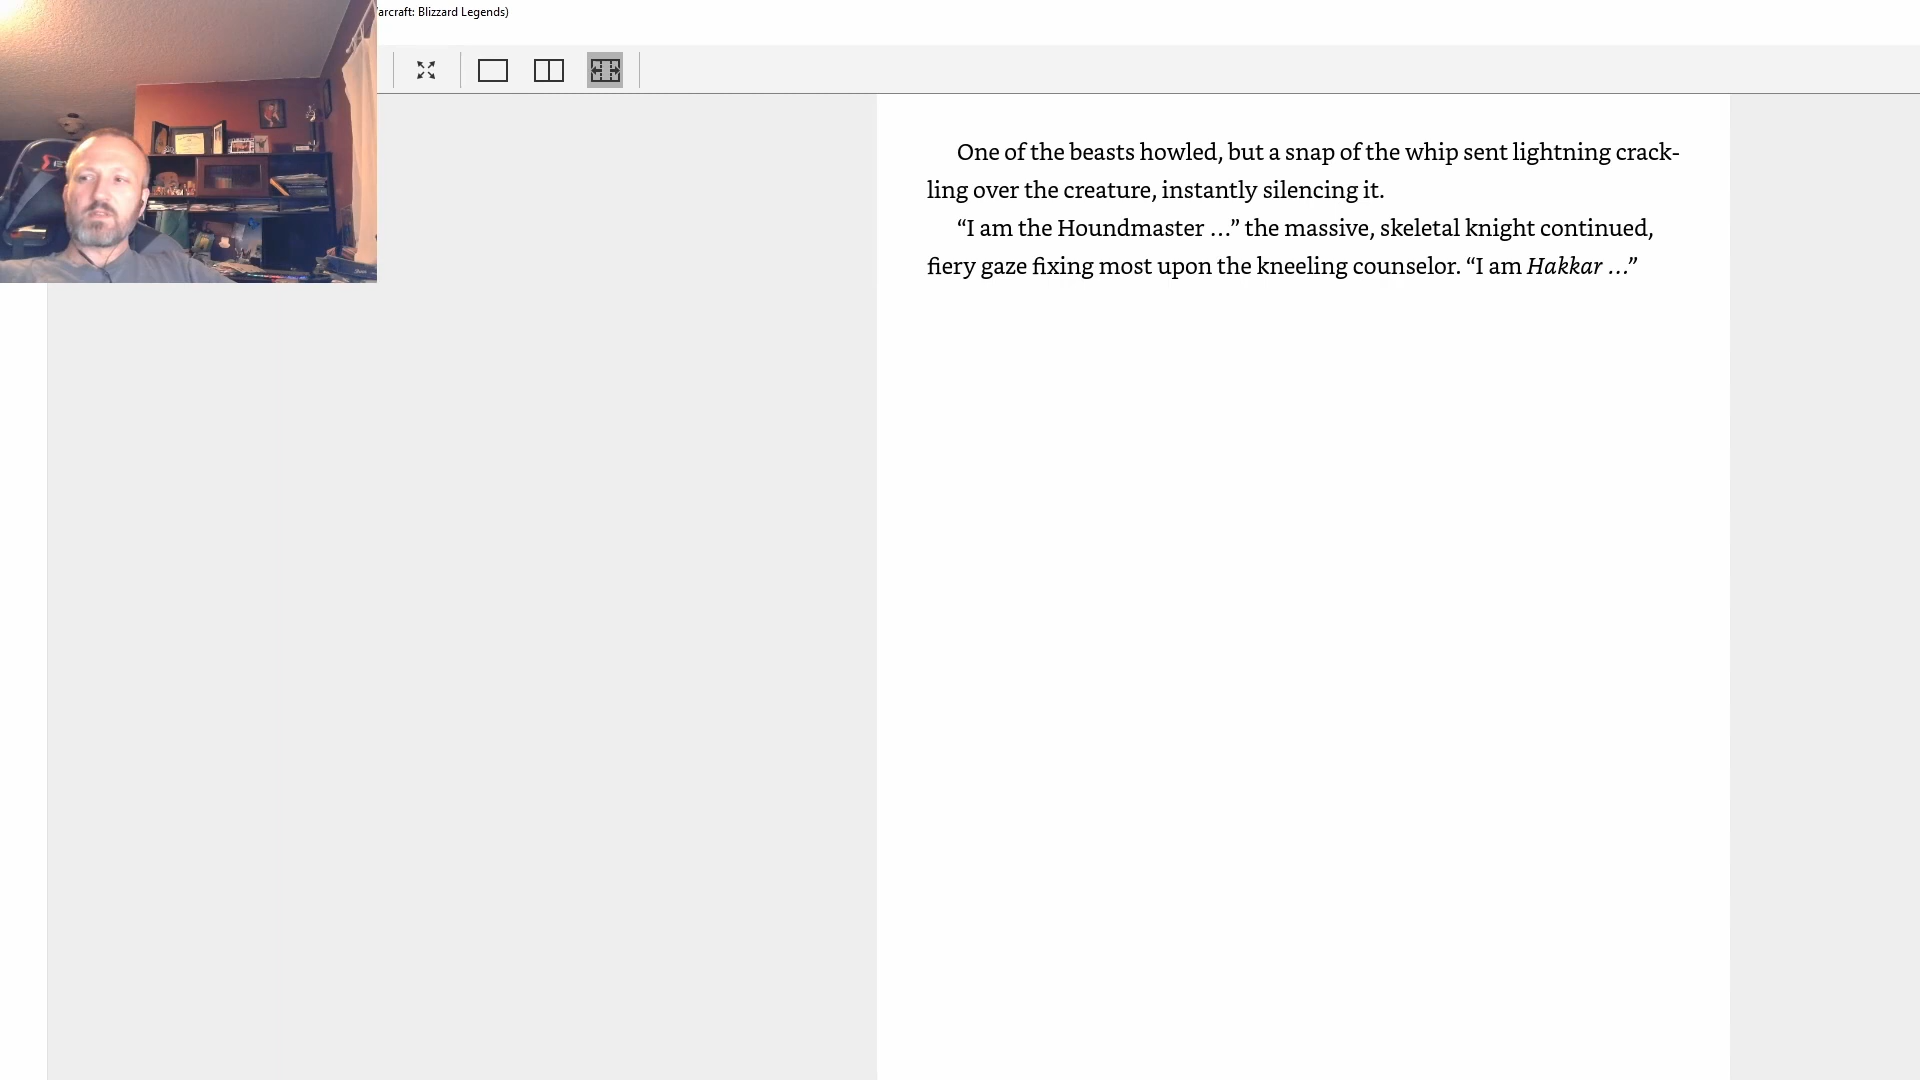 arcraft: Blizzard Legends)
One of the beasts howled, but a snap of the whip sent lightning crack-
ling over the creature, instantly silencing it.
“I am the Houndmaster …” the massive, skeletal knight continued,
fiery gaze fixing most upon the kneeling counselor. “I am Hakkar …”